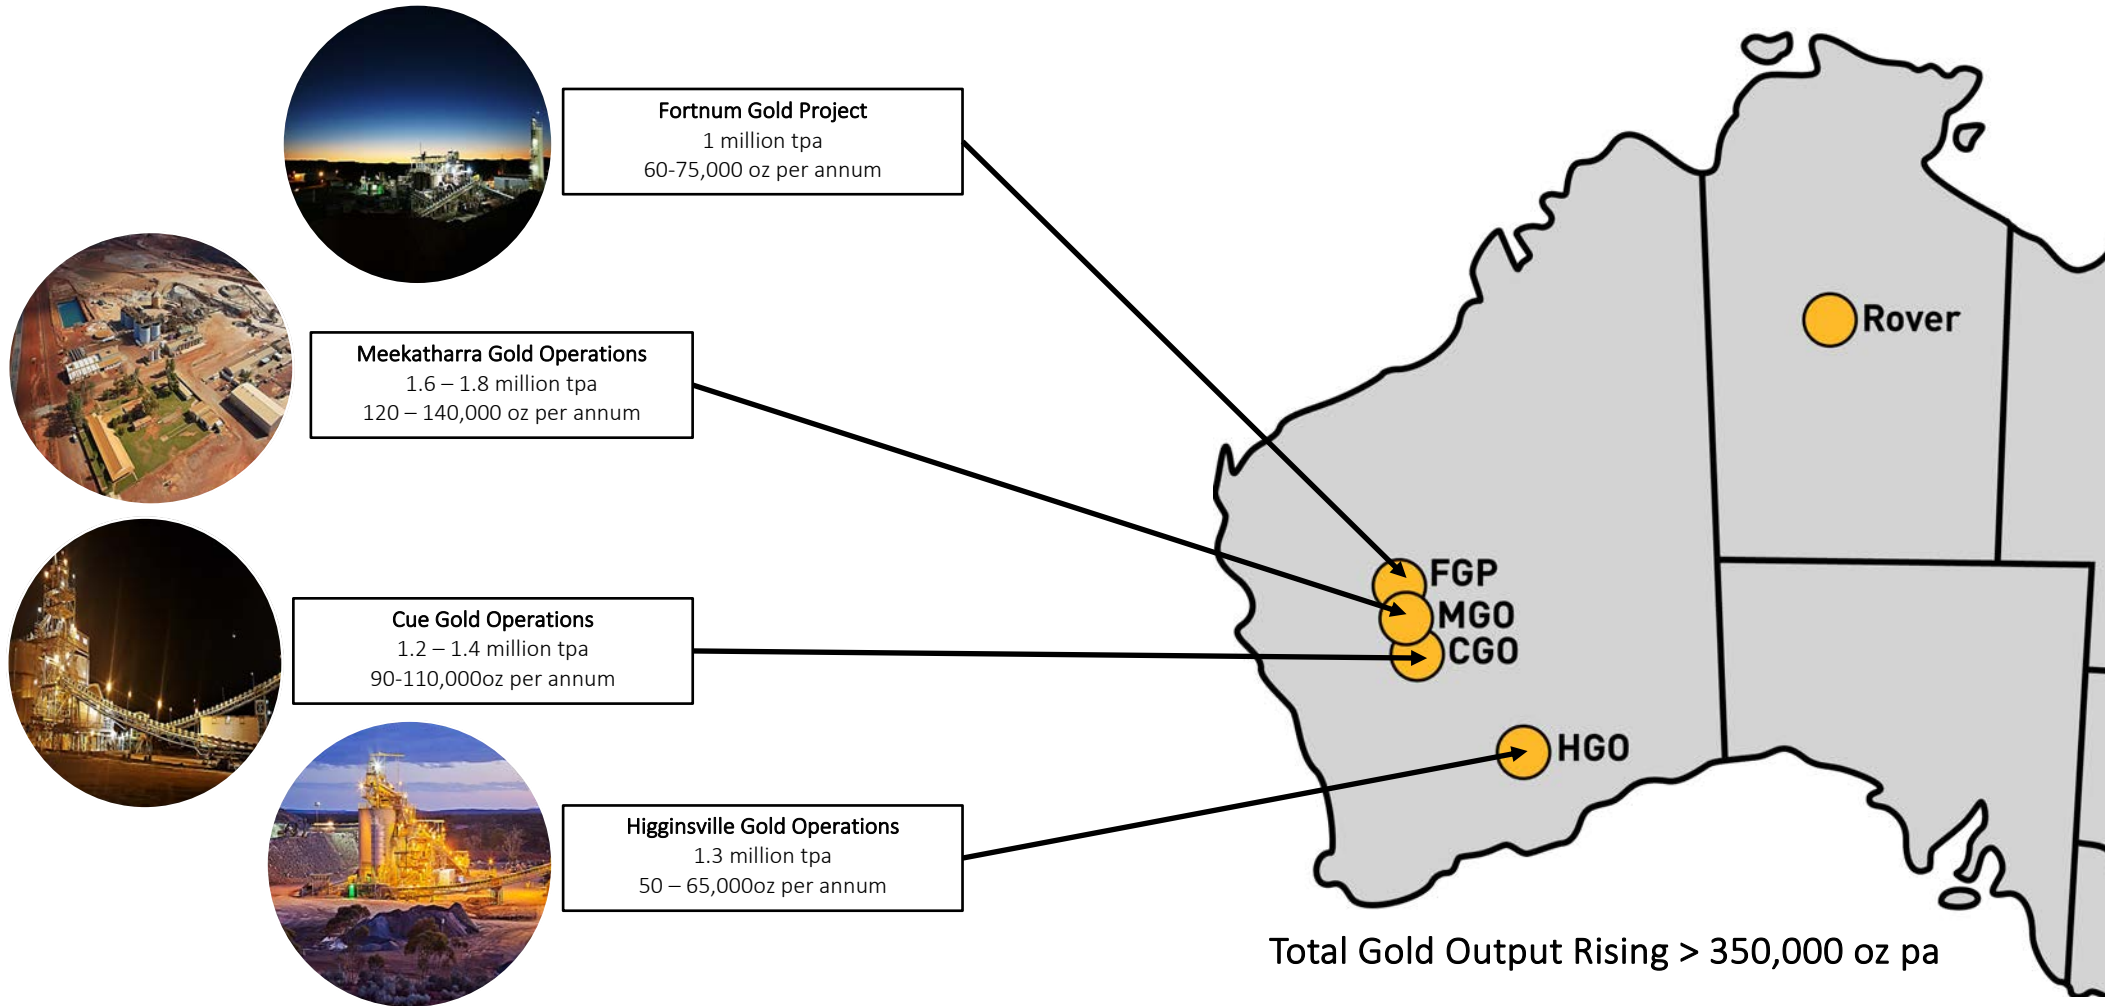 Fortnum Gold Project
1 million tpa
60-75,000 oz per annum
Meekatharra Gold Operations
1.6 – 1.8 million tpa
120 – 140,000 oz per annum
Cue Gold Operations
1.2 – 1.4 million tpa
90-110,000oz per annum
Higginsville Gold Operations
1.3 million tpa
50 – 65,000oz per annum
Rover
FGP
MGO
CGO
HGO
Total Gold Output Rising > 350,000 oz pa